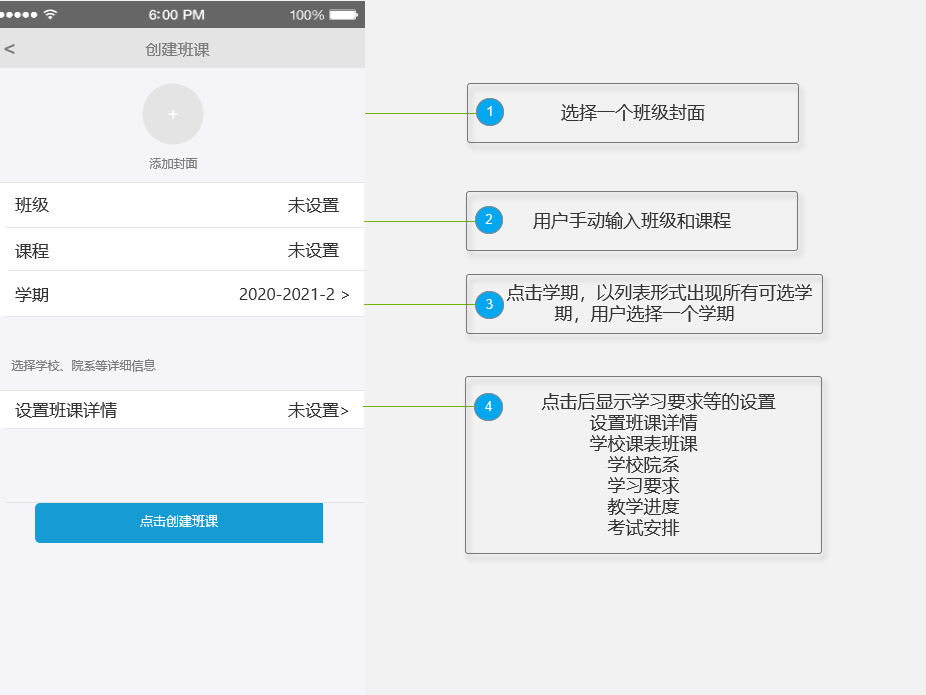 6:00 PM 100%
< 创建班课
+
添加封面
班级 未设置
课程 未设置
学期 2020-2021-2 >
选择学校、院系等详细信息
设置班课详情 未设置>
点击创建班课
1 选择一个班级封面
2 用户手动输入班级和课程
3 点击学期，以列表形式出现所有可选学
期，用户选择一个学期
4 点击后显示学习要求等的设置
设置班课详情
学校课表班课
学校院系
学习要求
教学进度
考试安排